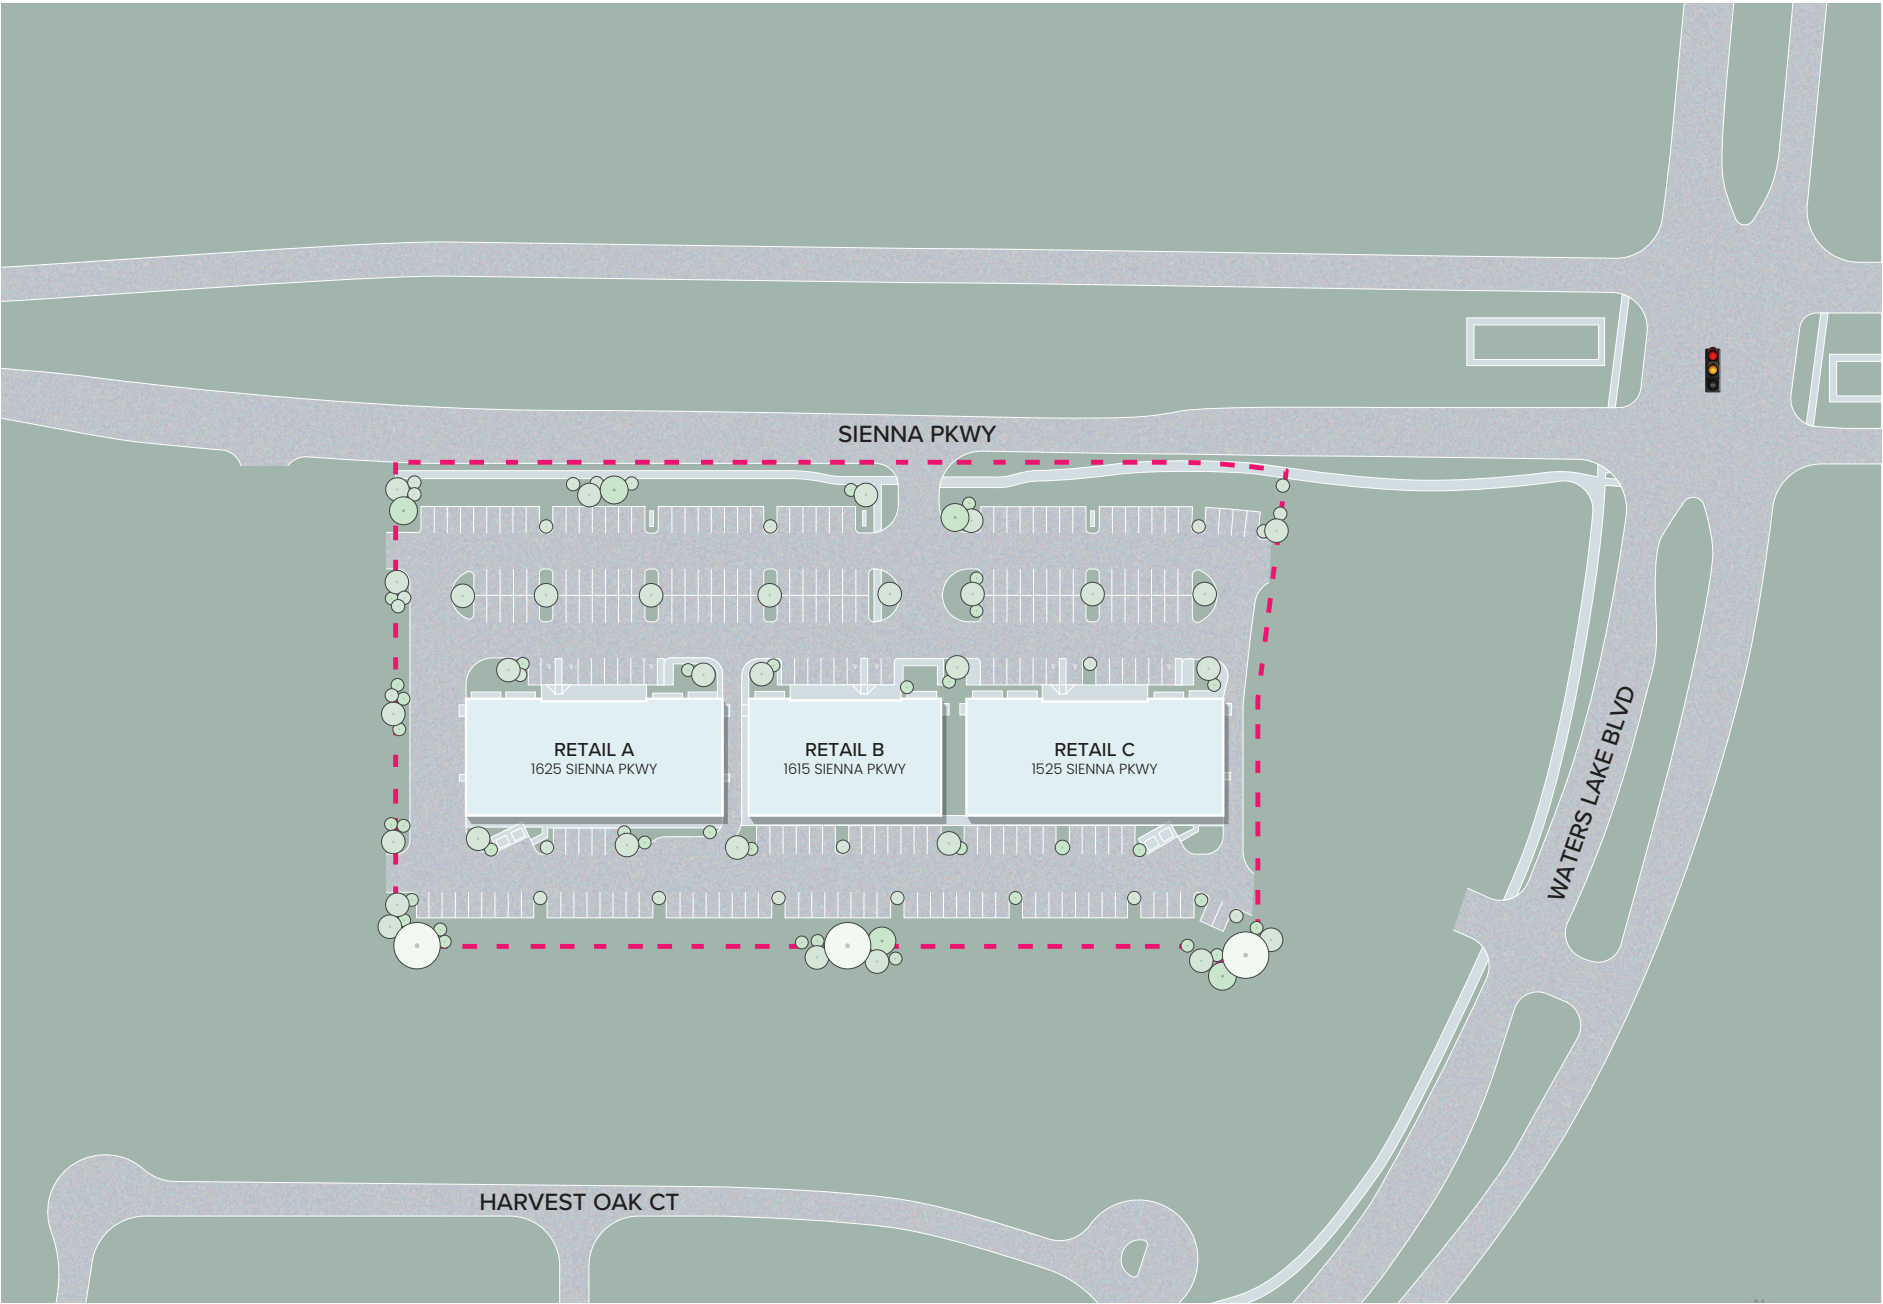 SIENNA PKWY
RETAIL A
1625 SIENNA PKWY
RETAIL B
1615 SIENNA PKWY
RETAIL C
1525 SIENNA PKWY
WATERS LAKE BLVD
HARVEST OAK CT